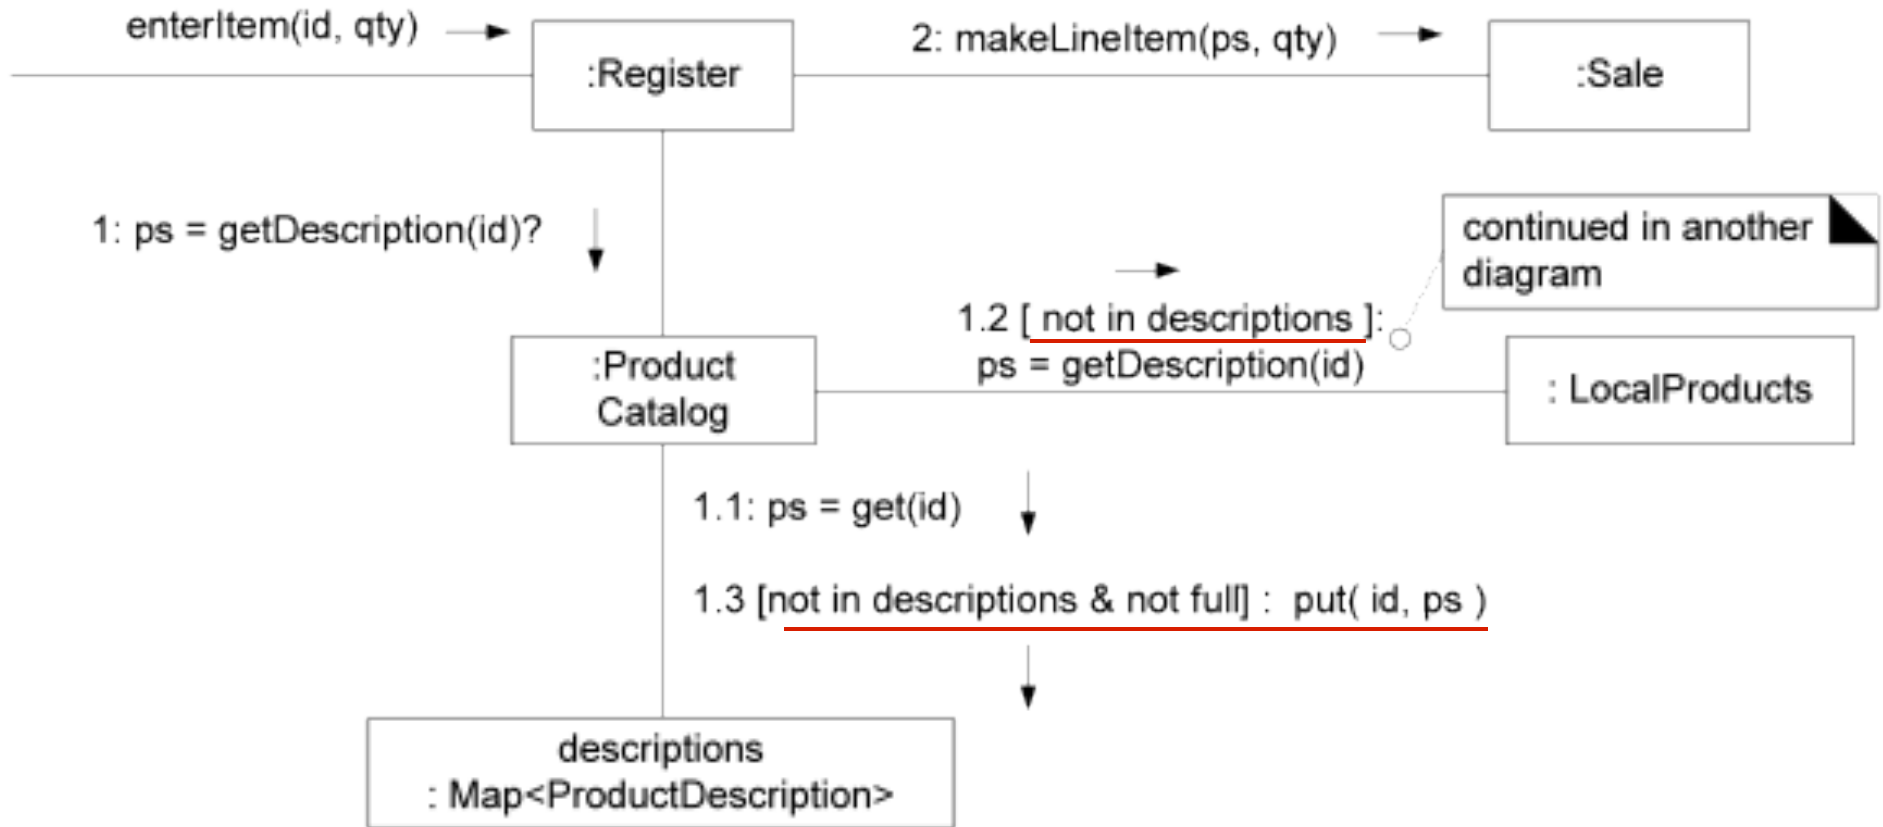 enterItem(id, qty)
:Register
2: makeLineItem(ps, qty)
:Sale
1: ps = getDescription(id)?
continued in another
diagram
1.2 [ not in descriptions ]:
ps = getDescription(id)
:Product
Catalog
: LocalProducts
1.1: ps = get(id)
1.3 [not in descriptions & not full] : put( id, ps )
descriptions
: Map<ProductDescription>